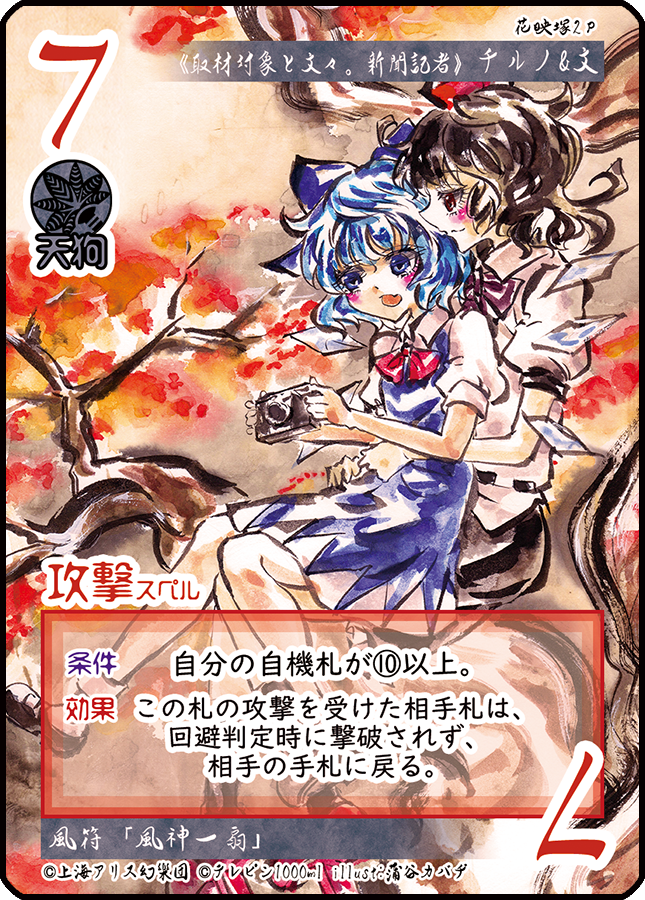 花映塚2P
7
《取材対象と文々。新聞記者》チルノ&文
天狗
攻撃スペル
条件 自分の自機札が⑩以上。
効果 この札の攻撃を受けた相手札は、
回避判定時に撃破されず、
相手の手札に戻る。
7
風符「風神一扇」
©上海アリス幻樂団 ©テレピン1000ml illust:蒲谷カバヂ